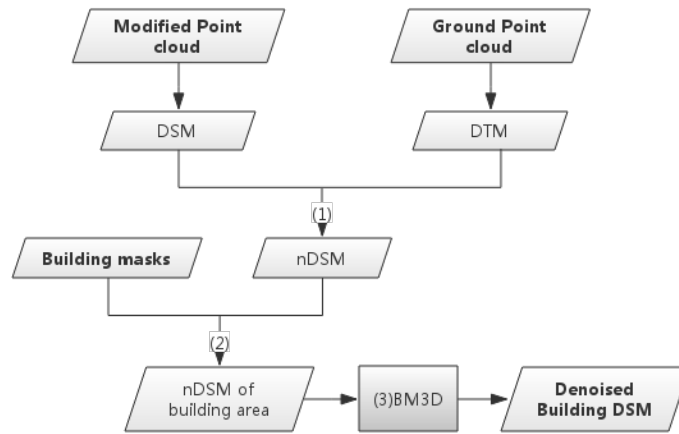 Modified Point
cloud
Ground Point
cloud
DSM
DTM
(1)
Building masks
nDSM
(2)
nDSM of
building area
(3)BM3D
Denoised
Building DSM